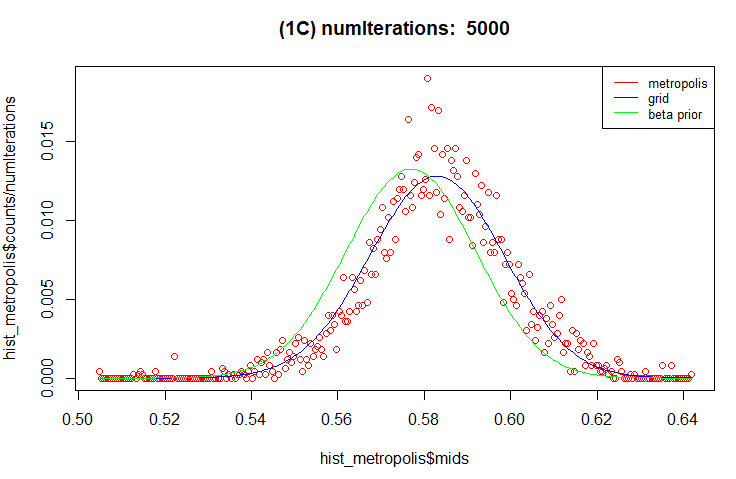 (1C) numIterations:  5000
metropolis
grid
beta prior
hist_metropolis$counts/numIterations
0.000
0.005
0.010
0.015
0.50
0.52
0.54
0.56
0.58
0.60
0.62
0.64
hist_metropolis$mids